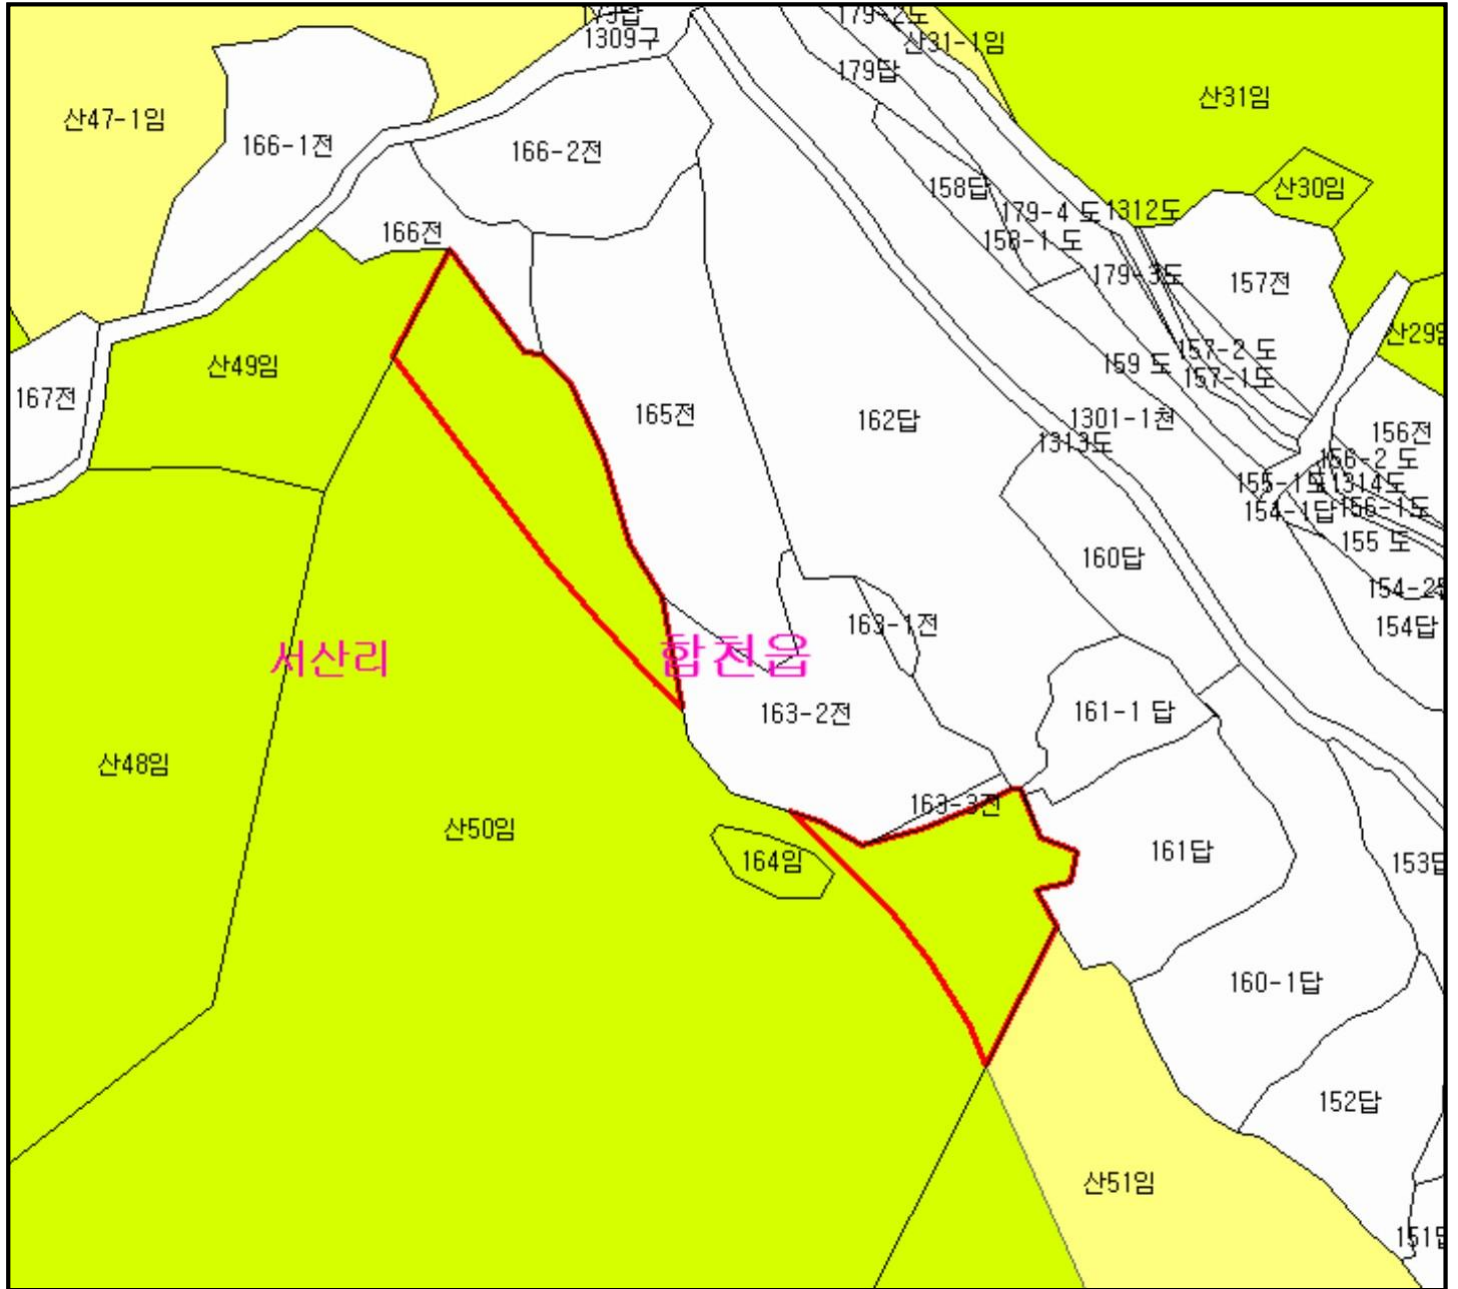 179-2도
1309구
산31-1임
179답
산31임
산47-1임
166-1전
166-2전
158답
산30임
179-4 도
1312도
166전
158-1 도
179-3도
157전
산49임
157-2 도
159 도
157-1도
167전
165전
162답
1301-1천
1313도
156전
156-2 도
155-1도
1314도
154-1답
156-1도
155 도
160답
154-2
163-1전
154답
서산리
합천읍
163-2전
161-1 답
산48임
163-3전
산50임
164임
161답
153답
160-1답
152답
산51임